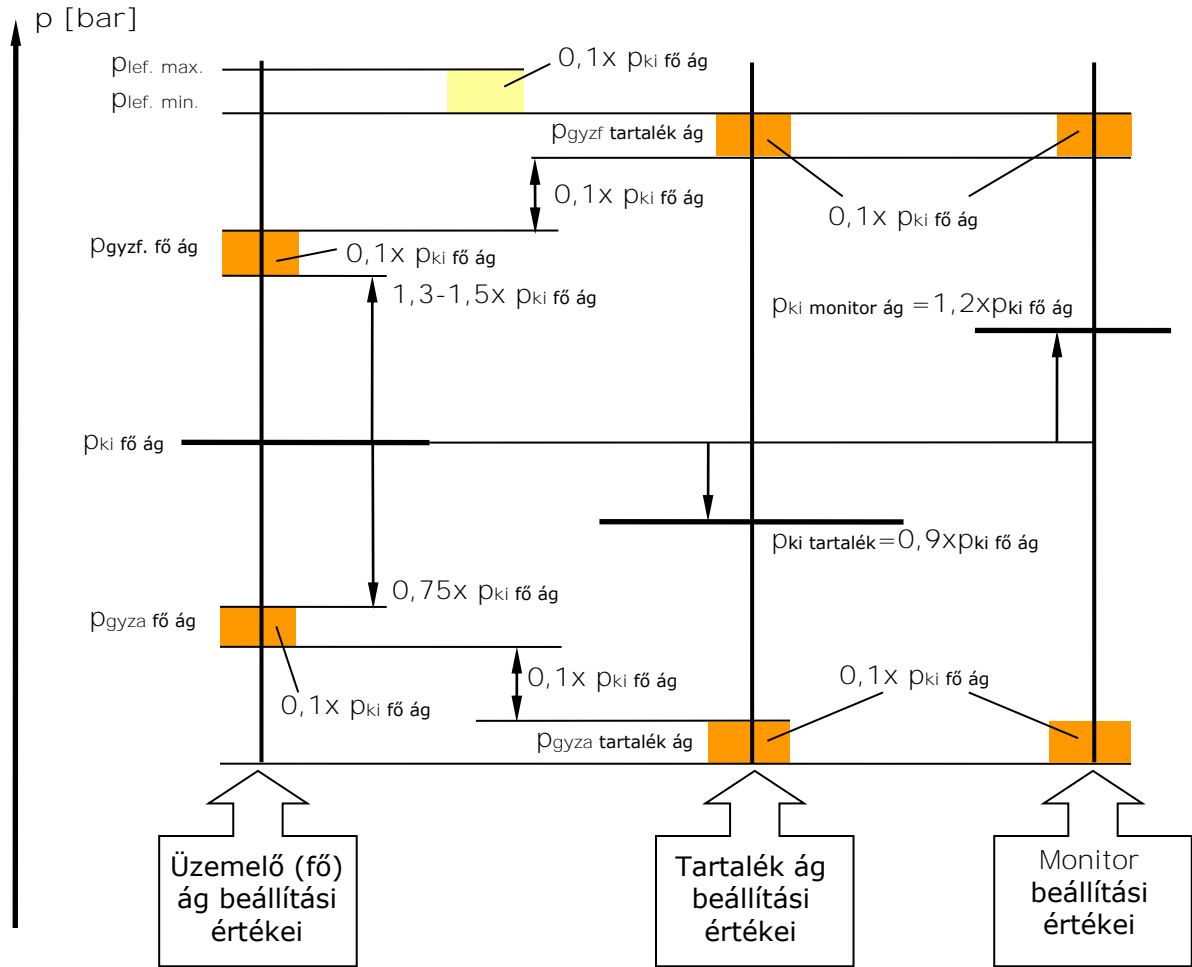 p [bar]
plef. max.
0,1x pki fő ág
plef. min.
pgyzf tartalék ág
0,1x pki fő ág
0,1x pki fő ág
pgyzf. fő ág
0,1x pki fő ág
1,3-1,5x pki fő ág
pki monitor ág =1,2xpki fő ág
pki fő ág
pki tartalék=0,9xpki fő ág
0,75x pki fő ág
pgyza fő ág
0,1x pki fő ág
0,1x pki fő ág
0,1x pki fő ág
pgyza tartalék ág
Üzemelő (fő)
ág beállítási
értékei
Tartalék ág
beállítási
értékei
Monitor
beállítási
értékei